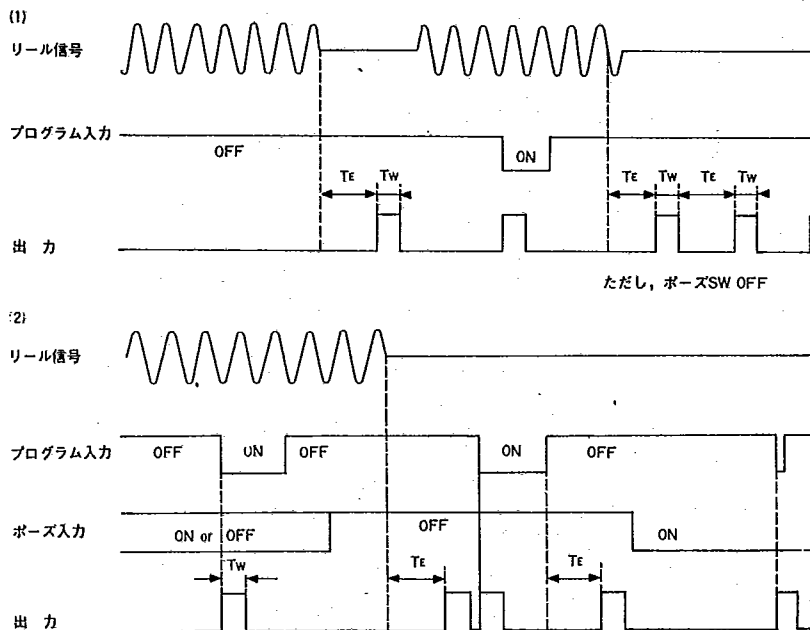 (1)
リール信号
プログラム入力
OFF
ON
TE TW TE TW TE TW
出 力
ただし, ポーズSW OFF
(2)
リール信号
プログラム入力
OFF ON OFF ON OFF
ポーズ入力
ON or OFF OFF ON
TW TE TE
出 力